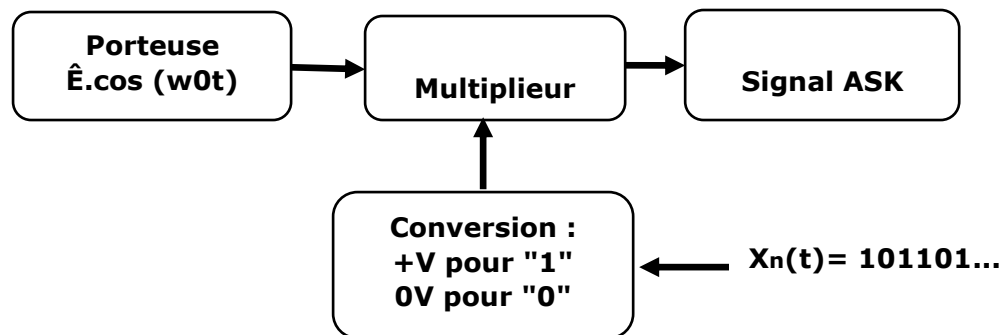 Porteuse
Ê.cos (w0t)
Multiplieur
Signal ASK
Conversion :
+V pour "1"
0V pour "0"
Xn(t)= 101101...